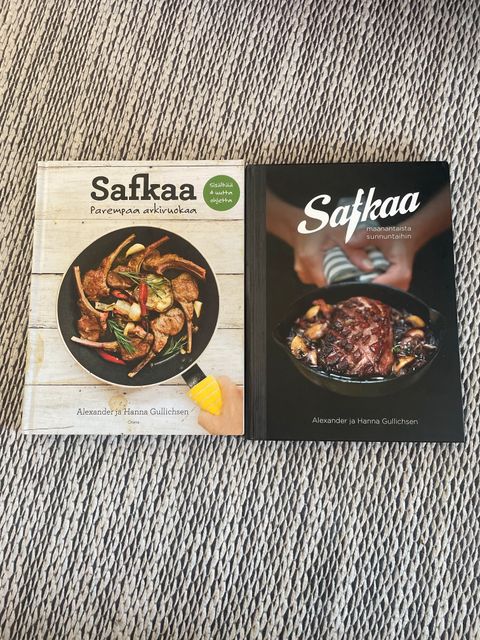 Safkaa
Parempaa arkiruokaa
Sisältää
4 uutta
ohjetta
Alexander ja Hanna Gullichsen
Otava
Safkaa
maanantaista
sunnuntaihin
Alexander ja Hanna Gullichsen